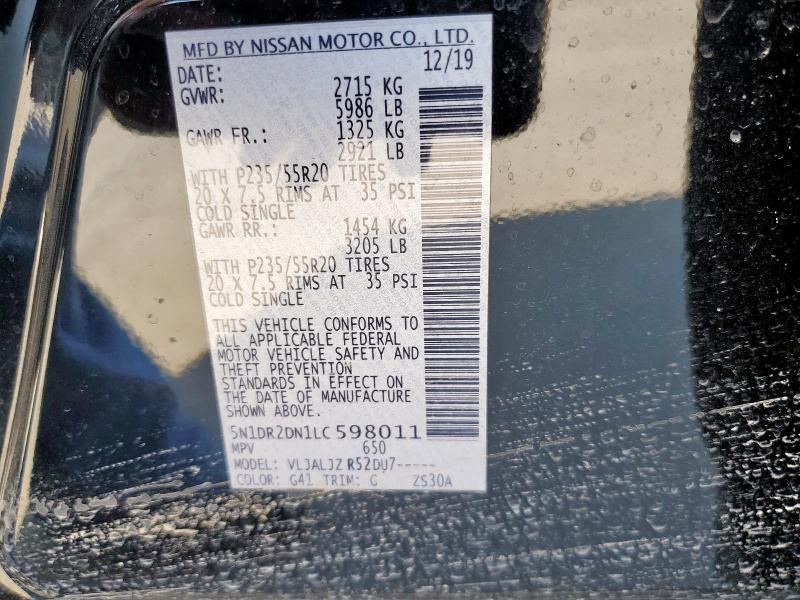 MFD BY NISSAN MOTOR CO., LTD.
DATE: 12/19
GVWR: 2715 KG
5986 LB
GAWR FR.: 1325 KG
2921 LB
WITH P235/55R20 TIRES
20 X 7.5 RIMS AT 35 PSI
COLD SINGLE
GAWR RR.: 1454 KG
3205 LB
WITH P235/55R20 TIRES
20 X 7.5 RIMS AT 35 PSI
COLD SINGLE
THIS VEHICLE CONFORMS TO
ALL APPLICABLE FEDERAL
MOTOR VEHICLE SAFETY AND
THEFT PREVENTION
STANDARDS IN EFFECT ON
THE DATE OF MANUFACTURE
SHOWN ABOVE.
5N1DR2DN1LC598011
MPV 650
MODEL: VLJALJZ R52DU7-----
COLOR: G41 TRIM: G ZS30A